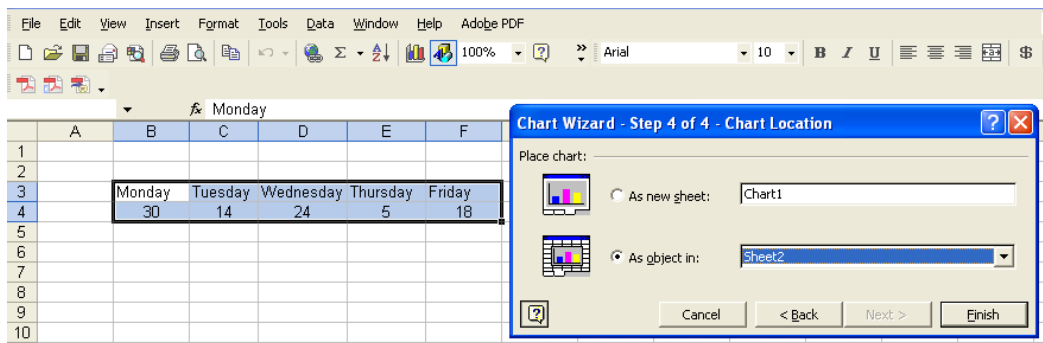 File Edit View Insert Format Tools Data Window Help Adobe PDF
100% Arial 10 B I U $
fx Monday
A B C D E F
1
2
3 Monday Tuesday Wednesday Thursday Friday
4 30 14 24 5 18
5
6
7
8
9
10
Chart Wizard - Step 4 of 4 - Chart Location
Place chart:
As new sheet: Chart1
As object in: Sheet2
Cancel < Back Next > Finish